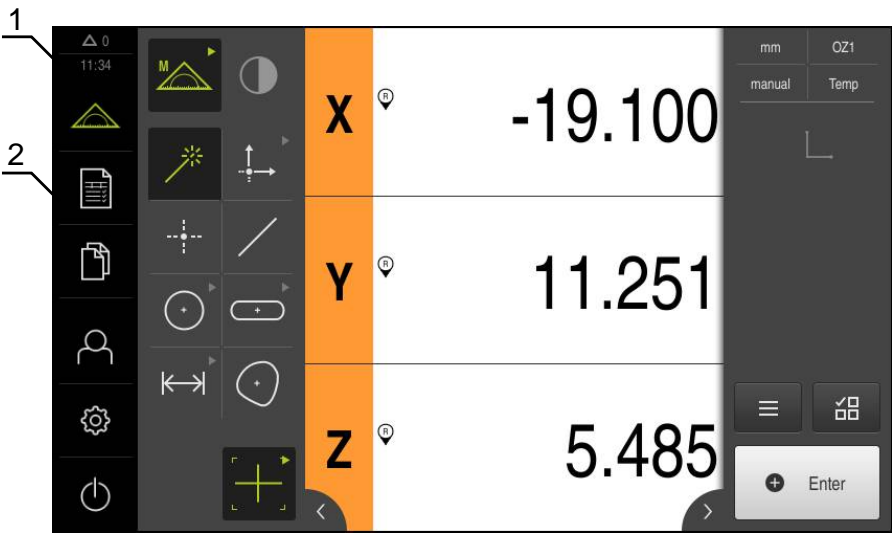 1
0
11:34
2
M
X
R
-19.100
Y
R
11.251
Z
R
5.485
mm
OZ1
manual
Temp
Enter